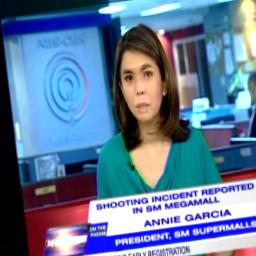 ABS-CBN
SHOOTING INCIDENT REPORTED
IN SM MEGAMALL
ON THE
PHONE
ANNIE GARCIA
PRESIDENT, SM SUPERMALLS
EARLY REGISTRATION